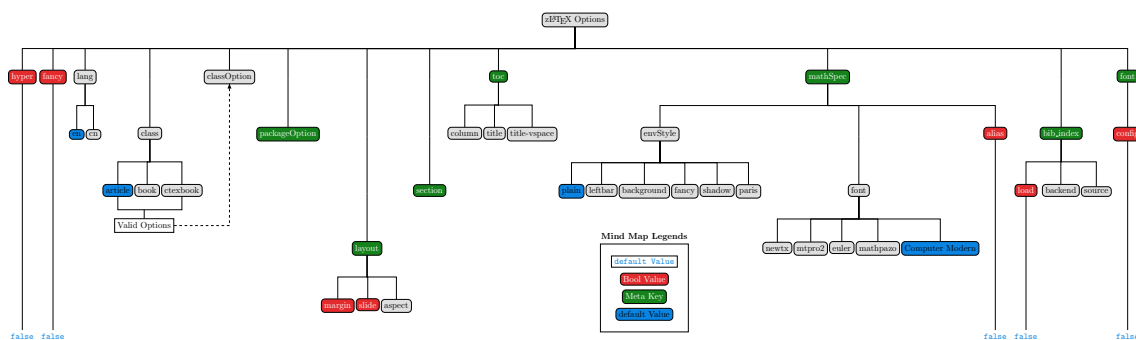 zLATEX Options
hyper
fancy
lang
classOption
toc
mathSpec
font
en
cn
class
packageOption
column
title
title-vspace
envStyle
alias
bib_index
config
article
book
ctexbook
section
plain
leftbar
background
fancy
shadow
paris
font
load
backend
source
Valid Options
Mind Map Legends
layout
newtx
mtpro2
euler
mathpazo
Computer Modern
default Value
Bool Value
Meta Key
default Value
margin
slide
aspect
false
false
false
false
false